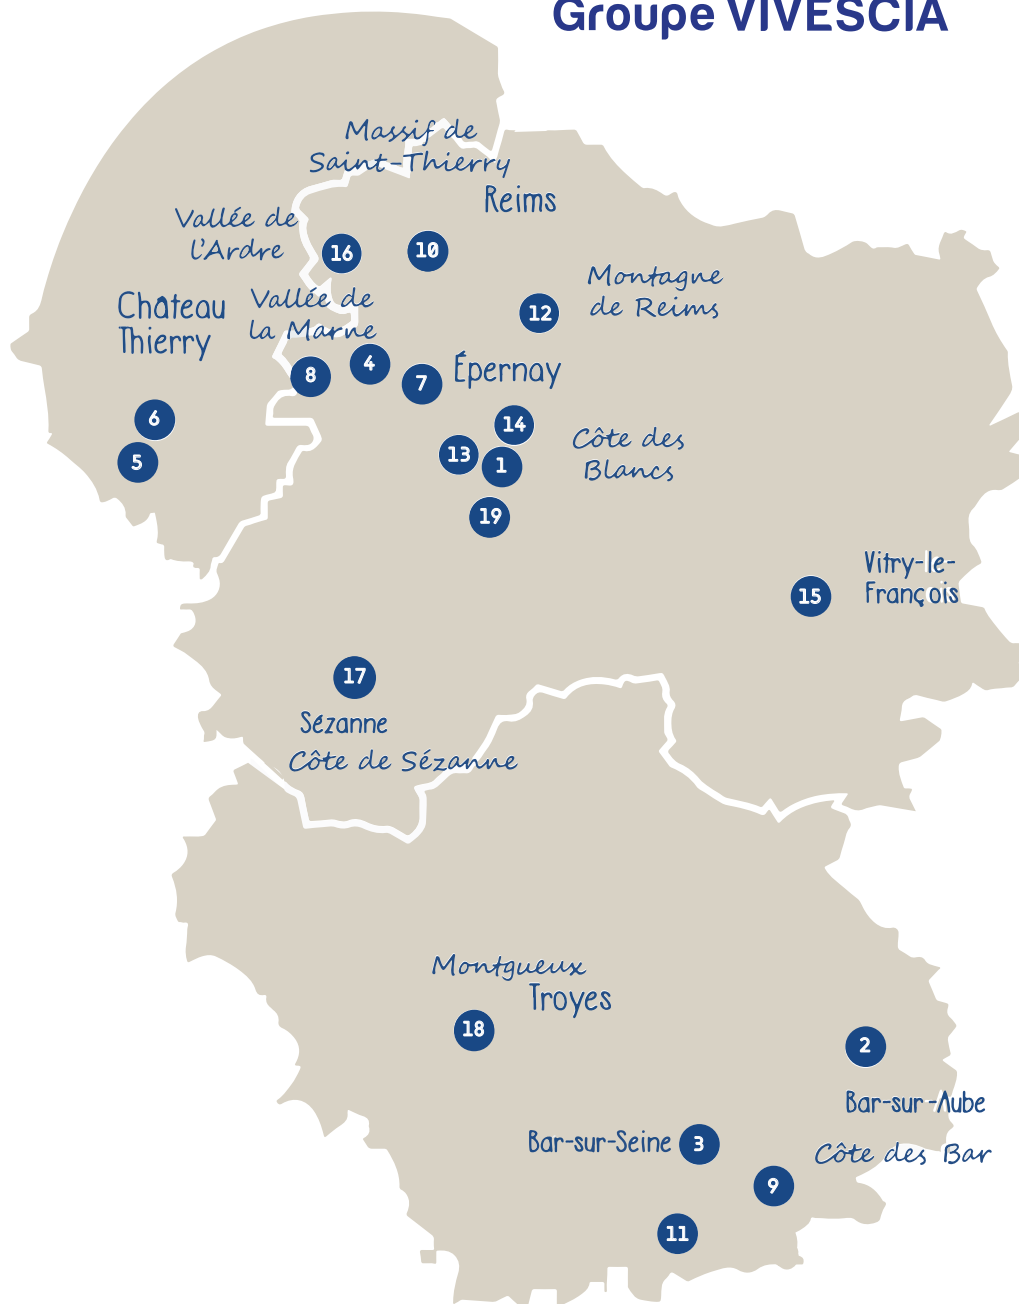 Groupe VIVESCIA
Massif de
Saint-Thierry
Reims
Vallée de
l'Ardre
16
10
Montagne
de Reims
Château
Thierry
Vallée de
la Marne
12
8
4
7
Épernay
6
5
14
13
1
Côte des
Blancs
19
Vitry-le-
François
15
17
Sézanne
Côte de Sézanne
Montgueux
Troyes
18
2
Bar-sur-Aube
Bar-sur-Seine
3
Côte des Bar
9
11